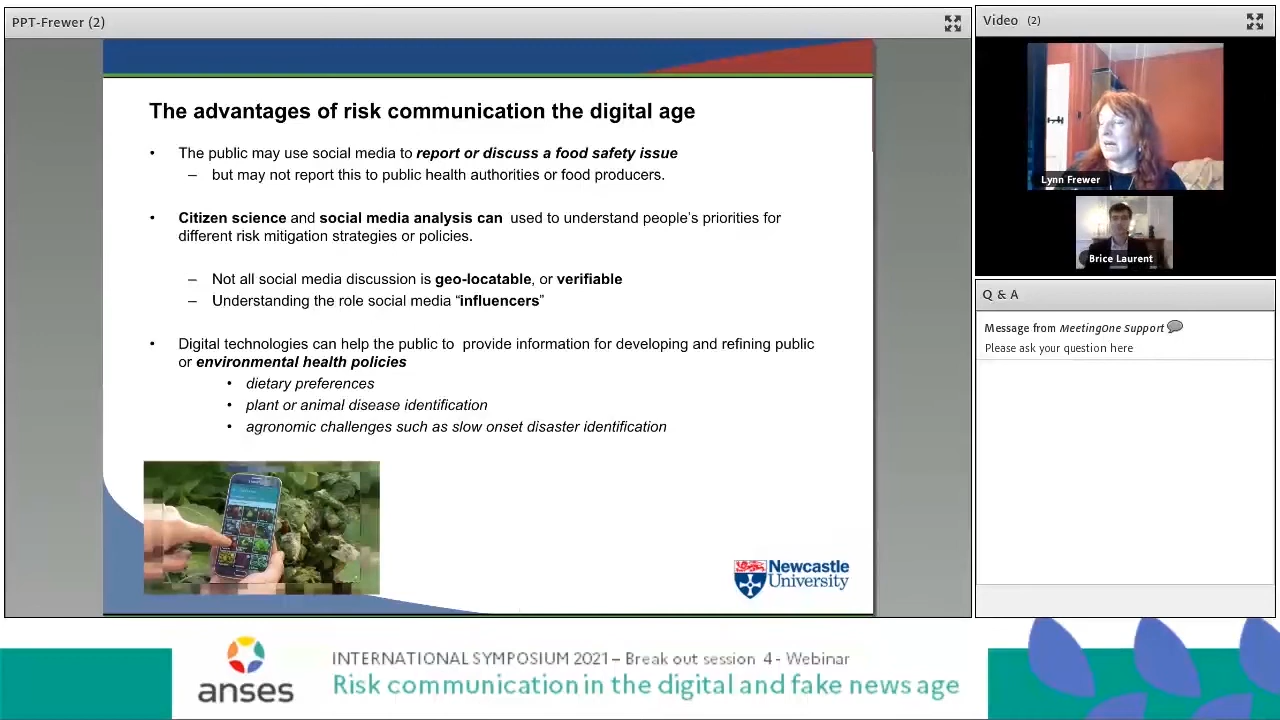 PPT-Frewer (2)
The advantages of risk communication the digital age
• The public may use social media to report or discuss a food safety issue
– but may not report this to public health authorities or food producers.
• Citizen science and social media analysis can used to understand people's priorities for
different risk mitigation strategies or policies.
– Not all social media discussion is geo-locatable, or verifiable
– Understanding the role social media “influencers”
• Digital technologies can help the public to provide information for developing and refining public
or environmental health policies
• dietary preferences
• plant or animal disease identification
• agronomic challenges such as slow onset disaster identification
Newcastle
University
Video (2)
Lynn Frewer
Brice Laurent
Q & A
Message from MeetingOne Support
Please ask your question here
anses
INTERNATIONAL SYMPOSIUM 2021 – Break out session 4 - Webinar
Risk communication in the digital and fake news age